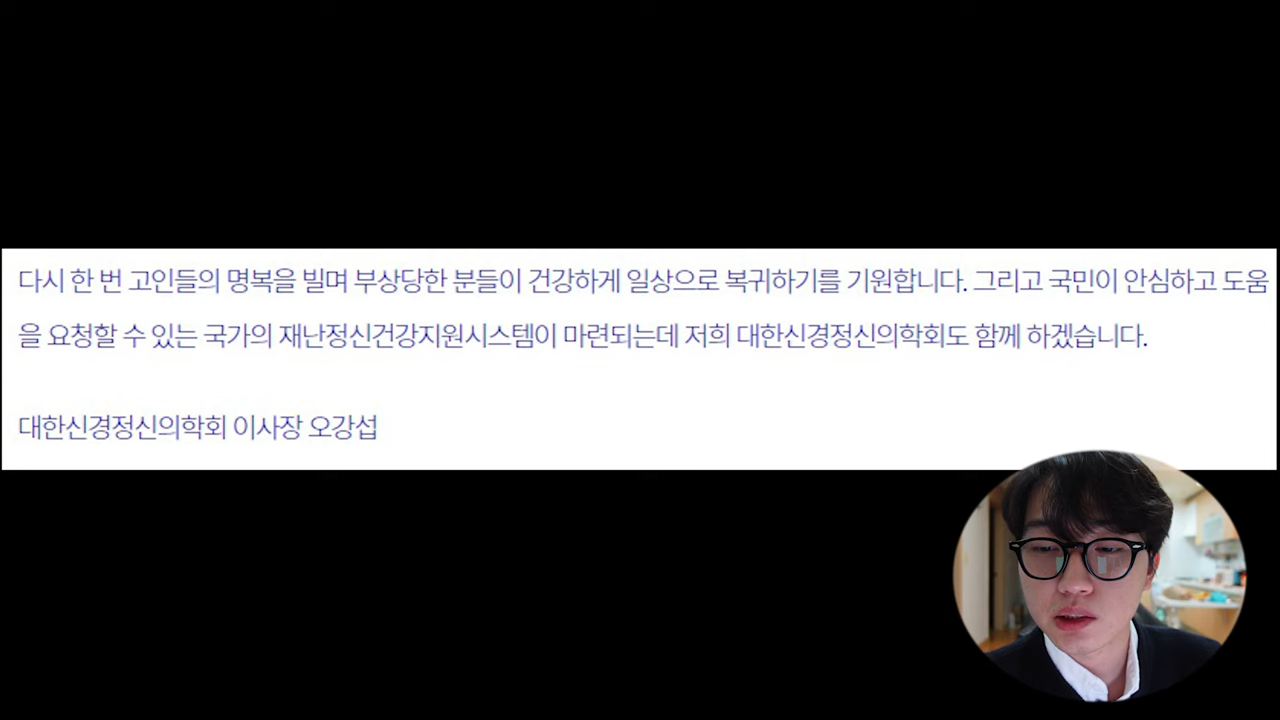 다시 한 번 고인들의 명복을 빌며 부상당한 분들이 건강하게 일상으로 복귀하기를 기원합니다. 그리고 국민이 안심하고 도움
을 요청할 수 있는 국가의 재난정신건강지원시스템이 마련되는데 저희 대한신경정신의학회도 함께 하겠습니다.
대한신경정신의학회 이사장 오강섭